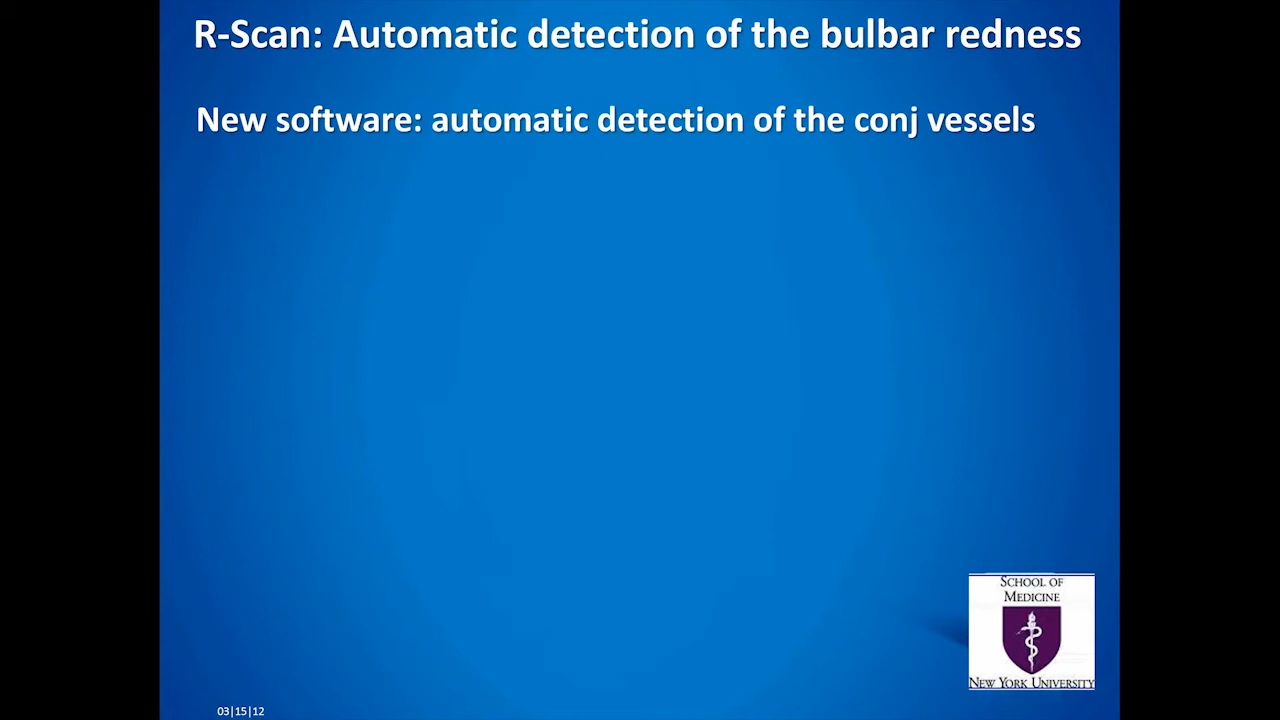 R-Scan: Automatic detection of the bulbar redness
New software: automatic detection of the conj vessels
SCHOOL OF
MEDICINE
NEW YORK UNIVERSITY
03|15|12